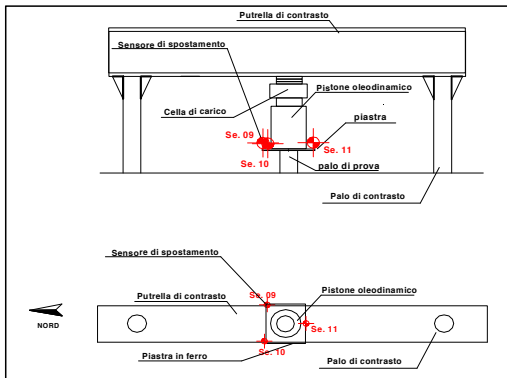 Putrella di contrasto
Sensore di spostamento
Pistone oleodinamico
Cella di carico
piastra
Se. 09
Se. 11
Se. 10
palo di prova
Palo di contrasto
Sensore di spostamento
Se. 09
Pistone oleodinamico
Putrella di contrasto
NORD
Se. 11
Se. 10
Piastra in ferro
Palo di contrasto